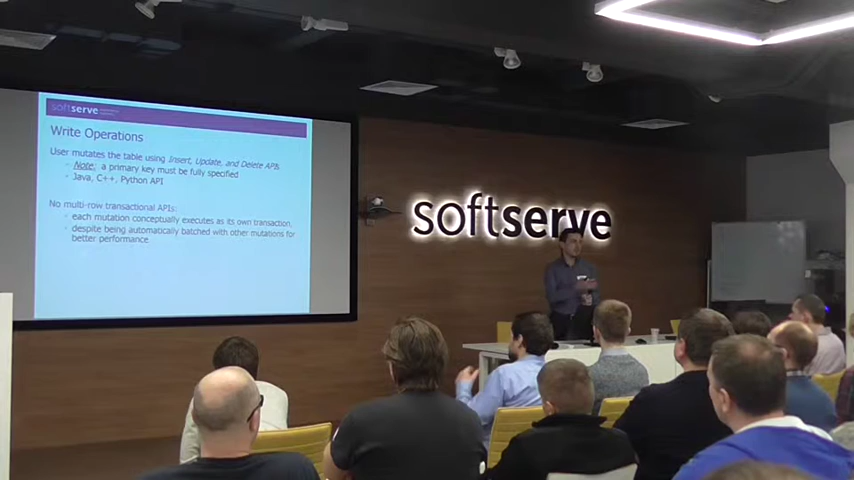 softserve
Write Operations
User mutates the table using Insert, Update, and Delete APIs
- Note: a primary key must be fully specified
- Java, C++, Python API
No multi-row transactional APIs:
- each mutation conceptually executes as its own transaction,
- despite being automatically batched with other mutations for
better performance.
softserve